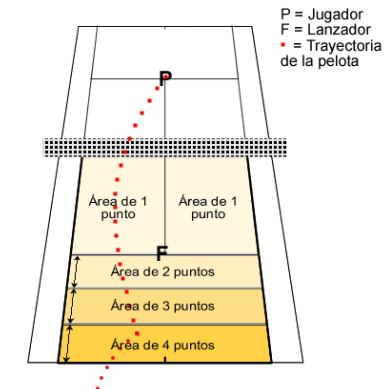 P = Jugador
F = Lanzador
= Trayectoria
de la pelota
P
Área de 1
punto
Área de 1
punto
F
Área de 2 puntos
Área de 3 puntos
Área de 4 puntos